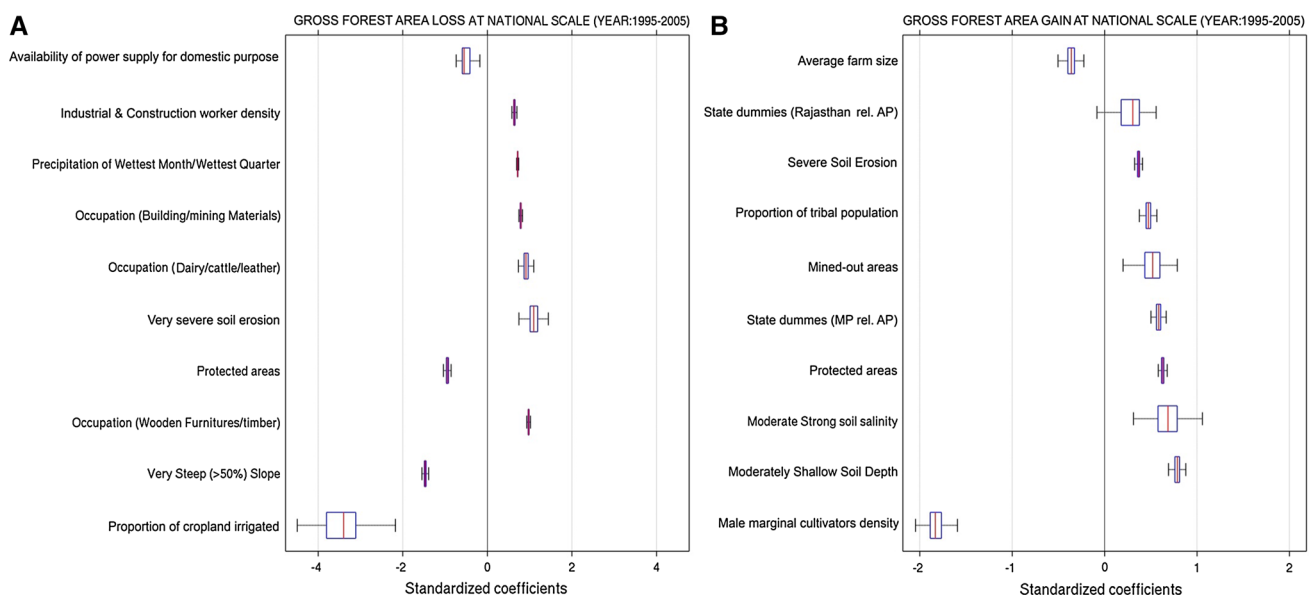 A
GROSS FOREST AREA LOSS AT NATIONAL SCALE (YEAR:1995-2005)
Availability of power supply for domestic purpose
Industrial & Construction worker density
Precipitation of Wettest Month/Wettest Quarter
Occupation (Building/mining Materials)
Occupation (Dairy/cattle/leather)
Very severe soil erosion
Protected areas
Occupation (Wooden Furnitures/timber)
Very Steep (>50%) Slope
Proportion of cropland irrigated
-4 -2 0 2 4
Standardized coefficients
B
GROSS FOREST AREA GAIN AT NATIONAL SCALE (YEAR:1995-2005)
Average farm size
State dummies (Rajasthan rel. AP)
Severe Soil Erosion
Proportion of tribal population
Mined-out areas
State dummes (MP rel. AP)
Protected areas
Moderate Strong soil salinity
Moderately Shallow Soil Depth
Male marginal cultivators density
-2 -1 0 1 2
Standardized coefficients